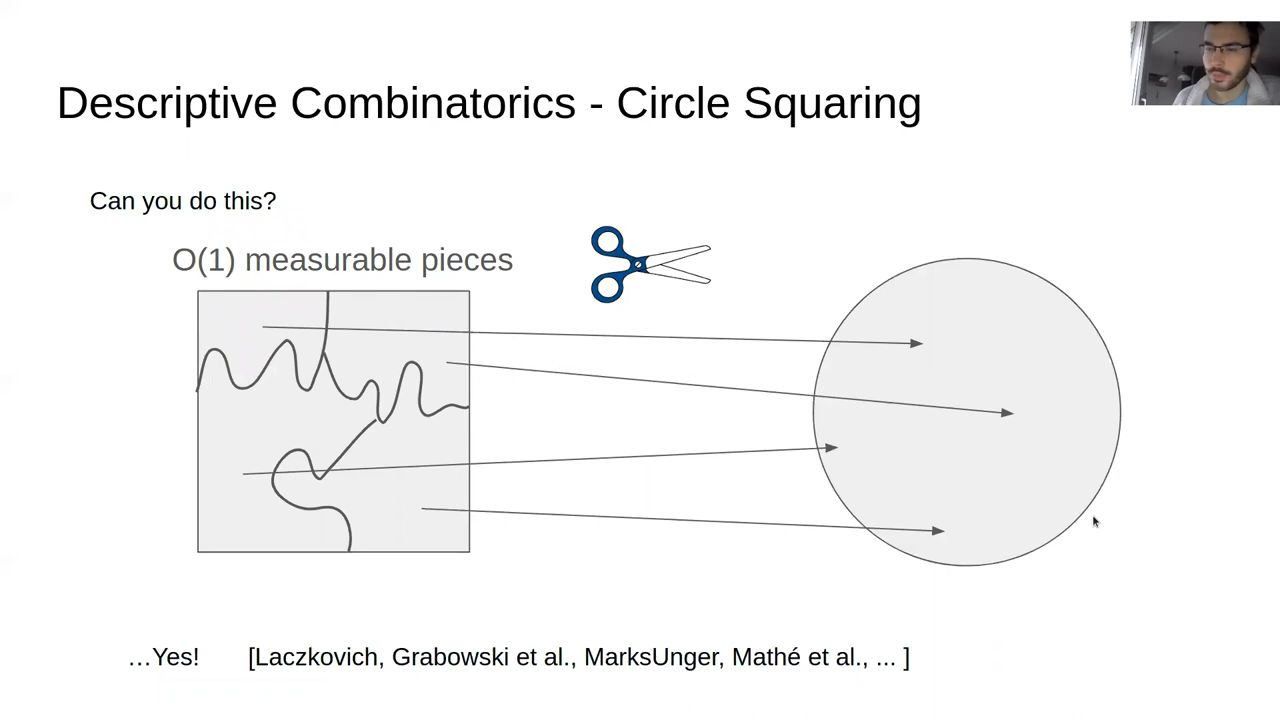 Descriptive Combinatorics - Circle Squaring
Can you do this?
O(1) measurable pieces
…Yes! [Laczkovich, Grabowski et al., MarksUnger, Mathé et al., ... ]